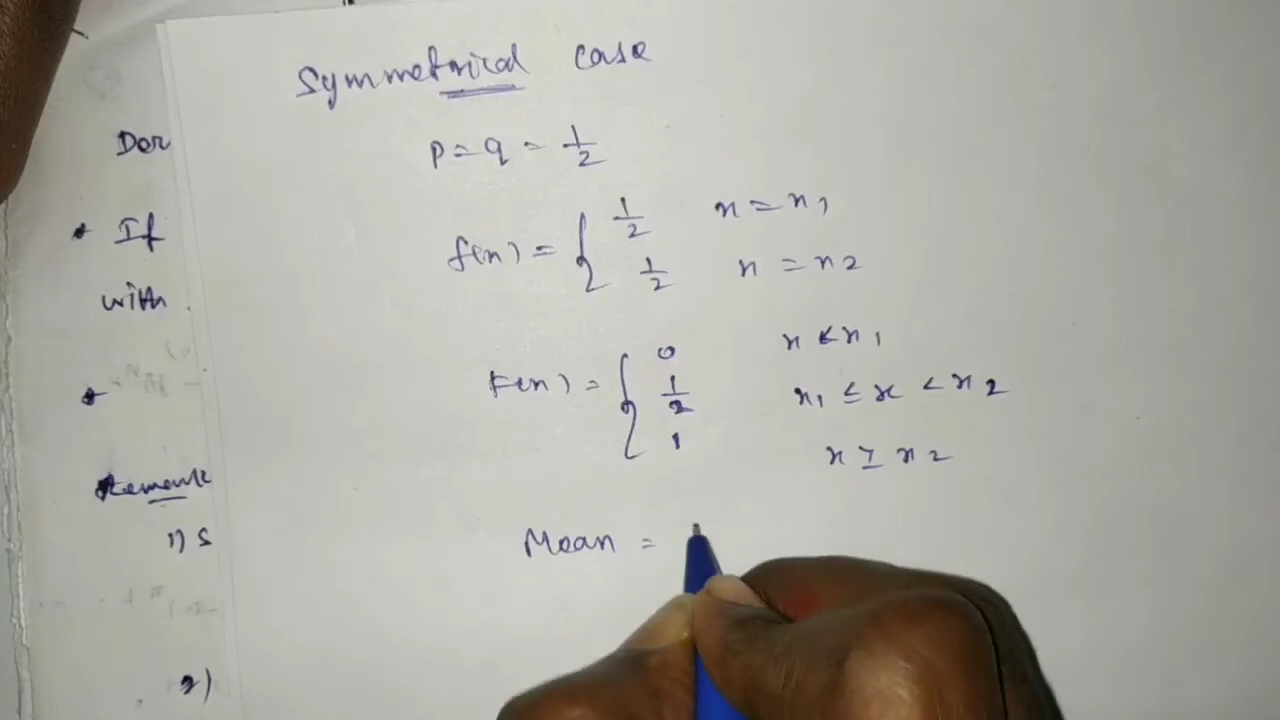 Symmetrical case
p = q = 1/2
f(x) = { 1/2 x = x1
1/2 x = x2
F(x) = { 0 x < x1
1/2 x1 ≤ x < x2
1 x ≥ x2
Mean =
Der
* If
with
*
Remark
1) S
2)